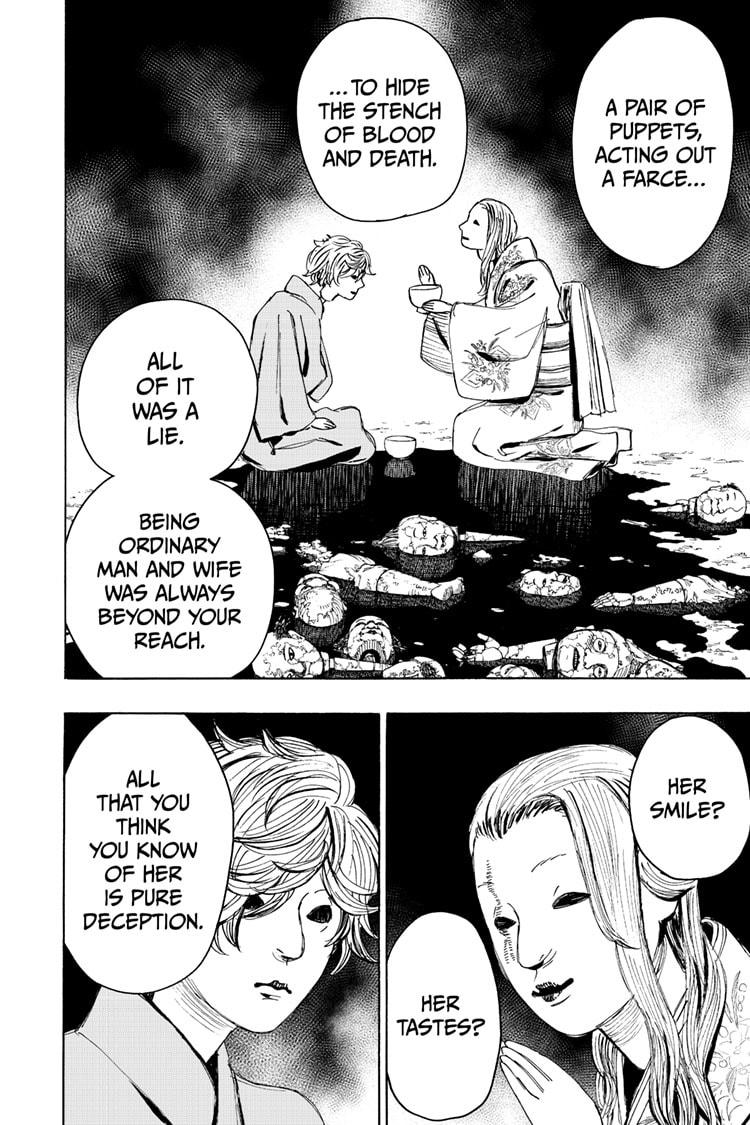 A PAIR OF
PUPPETS,
ACTING OUT
A FARCE...
...TO HIDE
THE STENCH
OF BLOOD
AND DEATH.
ALL
OF IT
WAS A
LIE.
BEING
ORDINARY
MAN AND WIFE
WAS ALWAYS
BEYOND YOUR
REACH.
HER
SMILE?
HER
TASTES?
ALL
THAT YOU
THINK
YOU KNOW
OF HER
IS PURE
DECEPTION.